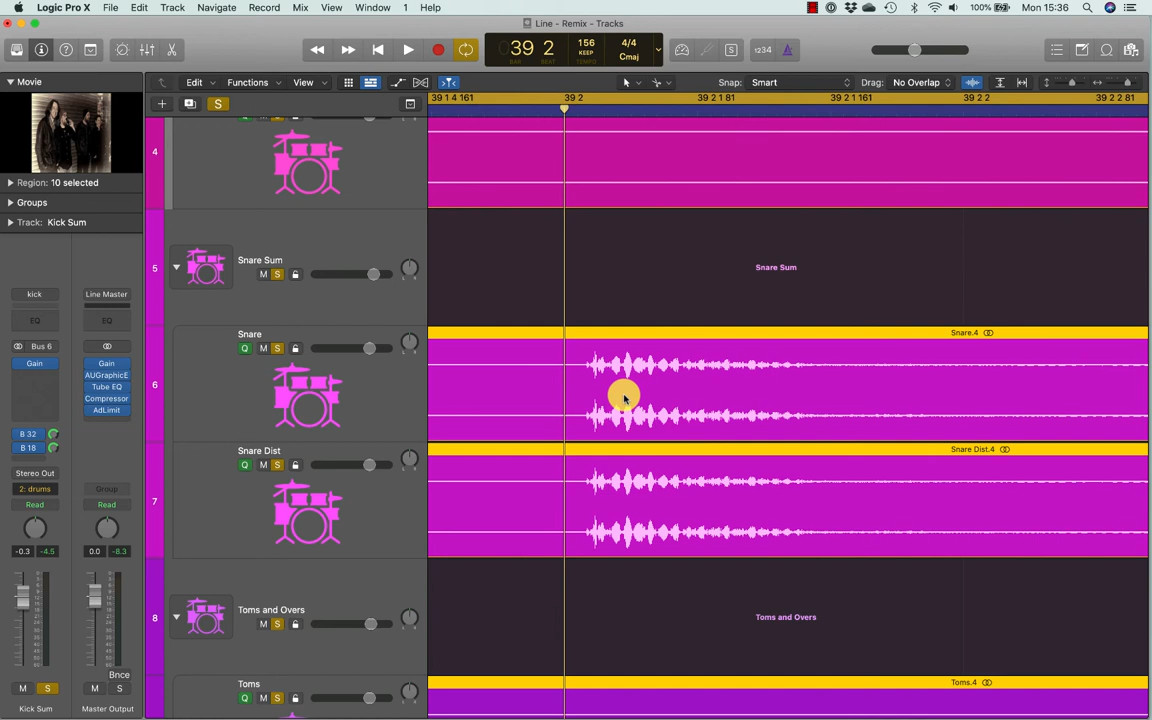 Logic Pro X File Edit Track Navigate Record Mix View Window 1 Help 100% Mon 15:36
Line - Remix - Tracks
39 2 156 4/4
BAR BEAT KEEP TEMPO Cmaj
1234
S
Movie
Edit Functions View Snap: Smart Drag: No Overlap
S
39 1 4 161 39 2 39 2 1 81 39 2 1 161 39 2 2 39 2 2 81
4
Region: 10 selected
Groups
Track: Kick Sum
5
Snare Sum
M S
L R
Snare Sum
kick Line Master
EQ EQ
Bus 6
Gain Gain
AUGraphicE
Tube EQ
Compressor
AdLimit
6
Snare
Q M S
L R
Snare.4
B 32
B 18
7
Snare Dist
Q M S
L R
Snare Dist.4
Stereo Out
2: drums Group
Read Read
-0.3 -4.5 0.0 -8.3
8
Toms and Overs
M S
L R
Toms and Overs
Bnce
M S M S
Kick Sum Master Output
Toms
Q M S
L R
Toms.4